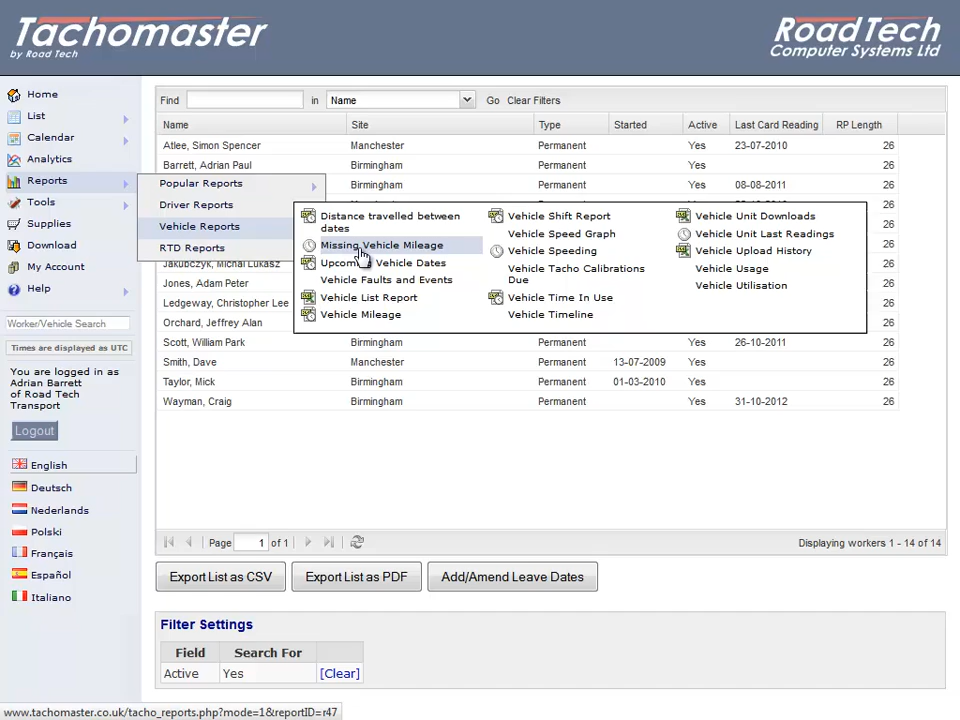 Tachomaster
by Road Tech
RoadTech
Computer Systems Ltd
Home
List
Calendar
Analytics
Reports
Tools
Supplies
Download
My Account
Help
Worker/Vehicle Search
Times are displayed as UTC
You are logged in as
Adrian Barrett
of Road Tech
Transport
Logout
English
Deutsch
Nederlands
Polski
Français
Español
Italiano
Find in Name Go Clear Filters
Name Site Type Started Active Last Card Reading RP Length
Atlee, Simon Spencer Manchester Permanent Yes 23-07-2010 26
Barrett, Adrian Paul Birmingham Permanent Yes 26
Birmingham Permanent Yes 08-08-2011 26
Popular Reports
Driver Reports
Vehicle Reports
RTD Reports
Distance travelled between
dates
Missing Vehicle Mileage
Upcoming Vehicle Dates
Vehicle Faults and Events
Vehicle List Report
Vehicle Mileage
Vehicle Shift Report
Vehicle Speed Graph
Vehicle Speeding
Vehicle Tacho Calibrations
Due
Vehicle Time In Use
Vehicle Timeline
Vehicle Unit Downloads
Vehicle Unit Last Readings
Vehicle Upload History
Vehicle Usage
Vehicle Utilisation
26
26
26
26
26
26
Jakubczyk, Michal Lukasz
Jones, Adam Peter
Ledgeway, Christopher Lee
Orchard, Jeffrey Alan
Scott, William Park Birmingham Permanent Yes 26-10-2011 26
Smith, Dave Manchester Permanent 13-07-2009 Yes 26
Taylor, Mick Birmingham Permanent 01-03-2010 Yes 26
Wayman, Craig Birmingham Permanent Yes 31-10-2012 26
Page 1 of 1 Displaying workers 1 - 14 of 14
Export List as CSV Export List as PDF Add/Amend Leave Dates
Filter Settings
Field Search For
Active Yes [Clear]
www.tachomaster.co.uk/tacho_reports.php?mode=1&reportID=r47